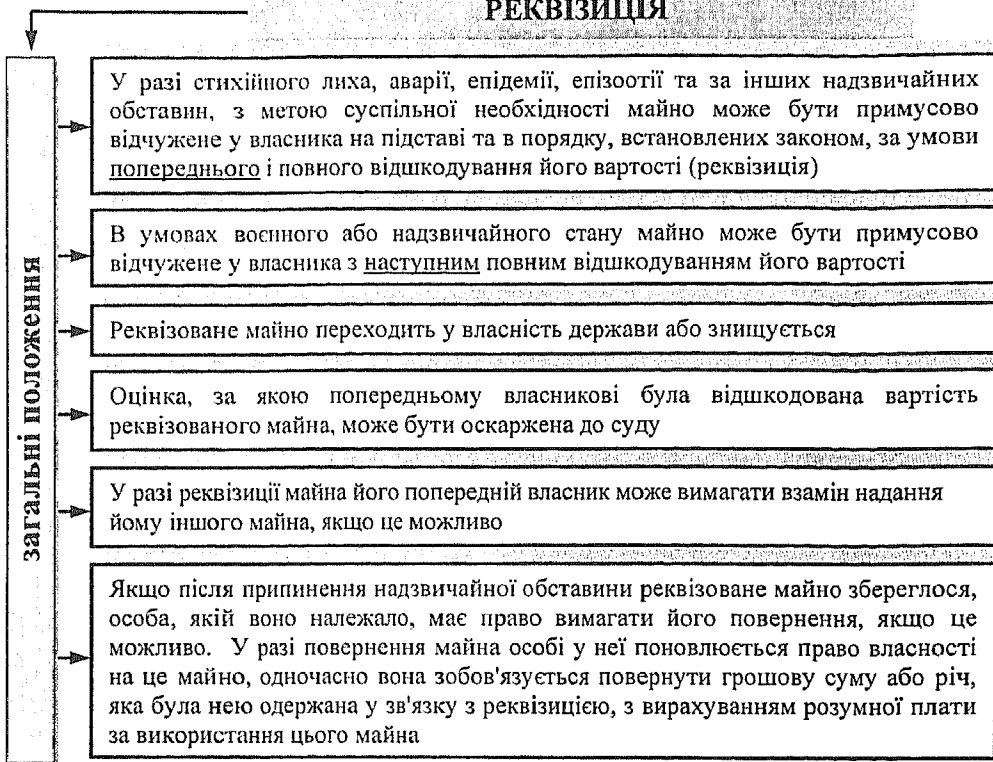 РЕКВІЗИЦІЯ
загальні положення
У разі стихійного лиха, аварії, епідемії, епізоотії та за інших надзвичайних
обставин, з метою суспільної необхідності майно може бути примусово
відчужене у власника на підставі та в порядку, встановлених законом, за умови
попереднього і повного відшкодування його вартості (реквізиція)
В умовах воєнного або надзвичайного стану майно може бути примусово
відчужене у власника з наступним повним відшкодуванням його вартості
Реквізоване майно переходить у власність держави або знищується
Оцінка, за якою попередньому власникові була відшкодована вартість
реквізованого майна, може бути оскаржена до суду
У разі реквізиції майна його попередній власник може вимагати взамін надання
йому іншого майна, якщо це можливо
Якщо після припинення надзвичайної обставини реквізоване майно збереглося,
особа, якій воно належало, має право вимагати його повернення, якщо це
можливо. У разі повернення майна особі у неї поновлюється право власності
на це майно, одночасно вона зобов'язується повернути грошову суму або річ,
яка була нею одержана у зв'язку з реквізицією, з вирахуванням розумної плати
за використання цього майна